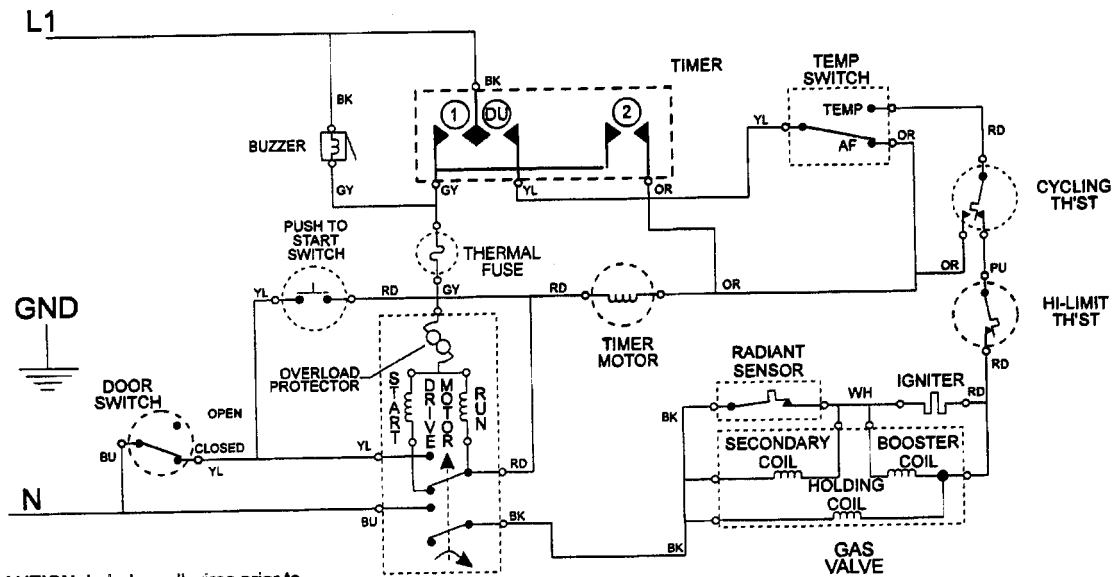 L1
BK
BK
TIMER
TEMP
SWITCH
1
DU
2
TEMP
YL
AF
OR
RD
BUZZER
GY
GY
YL
OR
CYCLING
TH'ST
PUSH TO
START
SWITCH
THERMAL
FUSE
OR
PU
YL
RD
GY
RD
OR
HI-LIMIT
TH'ST
GND
TIMER
MOTOR
RADIANT
SENSOR
RD
OVERLOAD
PROTECTOR
START
DRIVE
MOTOR
RUN
WH
IGNITER
RD
DOOR
SWITCH
OPEN
BK
CLOSED
BU
YL
YL
SECONDARY
COIL
BOOSTER
COIL
RD
HOLDING
COIL
N
BU
BK
BK
GAS
VALVE